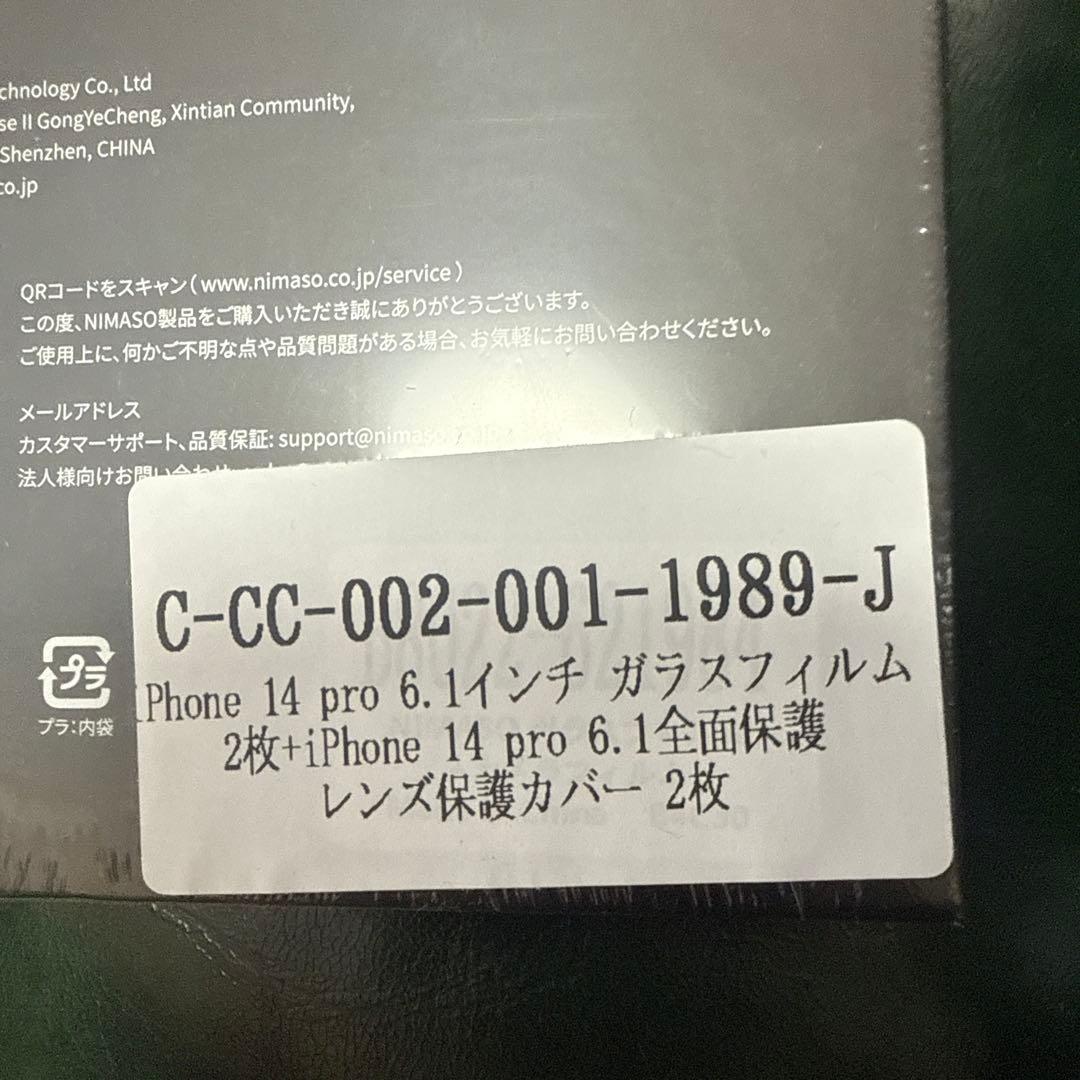 chnology Co., Ltd
se II GongYeCheng, Xintian Community,
Shenzhen, CHINA
co.jp
QRコードをスキャン（www.nimaso.co.jp/service）
この度、NIMASO製品をご購入いただき誠にありがとうございます。
ご使用上に、何かご不明な点や品質問題がある場合、お気軽にお問い合わせください。
メールアドレス
カスタマーサポート、品質保証: support@nimaso.co.jp
法人様向けお問い合わせ
C-CC-002-001-1989-J
iPhone 14 pro 6.1インチ ガラスフィルム
2枚+iPhone 14 pro 6.1全面保護
レンズ保護カバー 2枚
プラ
プラ:内袋